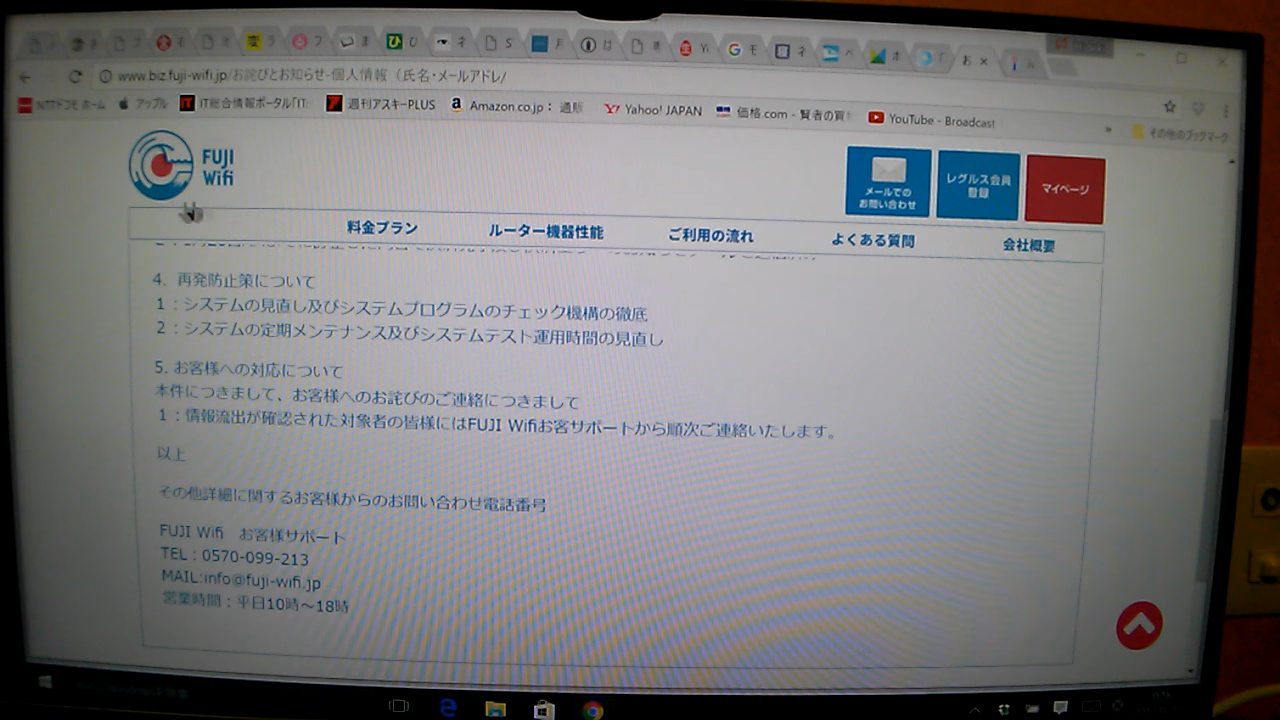 www.biz.fuji-wifi.jp/お詫びとお知らせ-個人情報（氏名・メールアドレ/
NTTドコモ ホーム アップル IT総合情報ポータル「IT 週刊アスキーPLUS Amazon.co.jp： 通販 Yahoo! JAPAN 価格.com - 賢者の買 YouTube - Broadcast » その他のブックマーク
FUJI
Wifi
メールでの
お問い合わせ
レグルス会員
登録
マイページ
料金プラン ルーター機器性能 ご利用の流れ よくある質問 会社概要
4. 再発防止策について
1：システムの見直し及びシステムプログラムのチェック機構の徹底
2：システムの定期メンテナンス及びシステムテスト運用時間の見直し
5. お客様への対応について
本件につきまして、お客様へのお詫びのご連絡につきまして
1：情報流出が確認された対象者の皆様にはFUJI Wifiお客サポートから順次ご連絡いたします。
以上
その他詳細に関するお客様からのお問い合わせ電話番号
FUJI Wifi お客様サポート
TEL：0570-099-213
MAIL:info@fuji-wifi.jp
営業時間：平日10時～18時